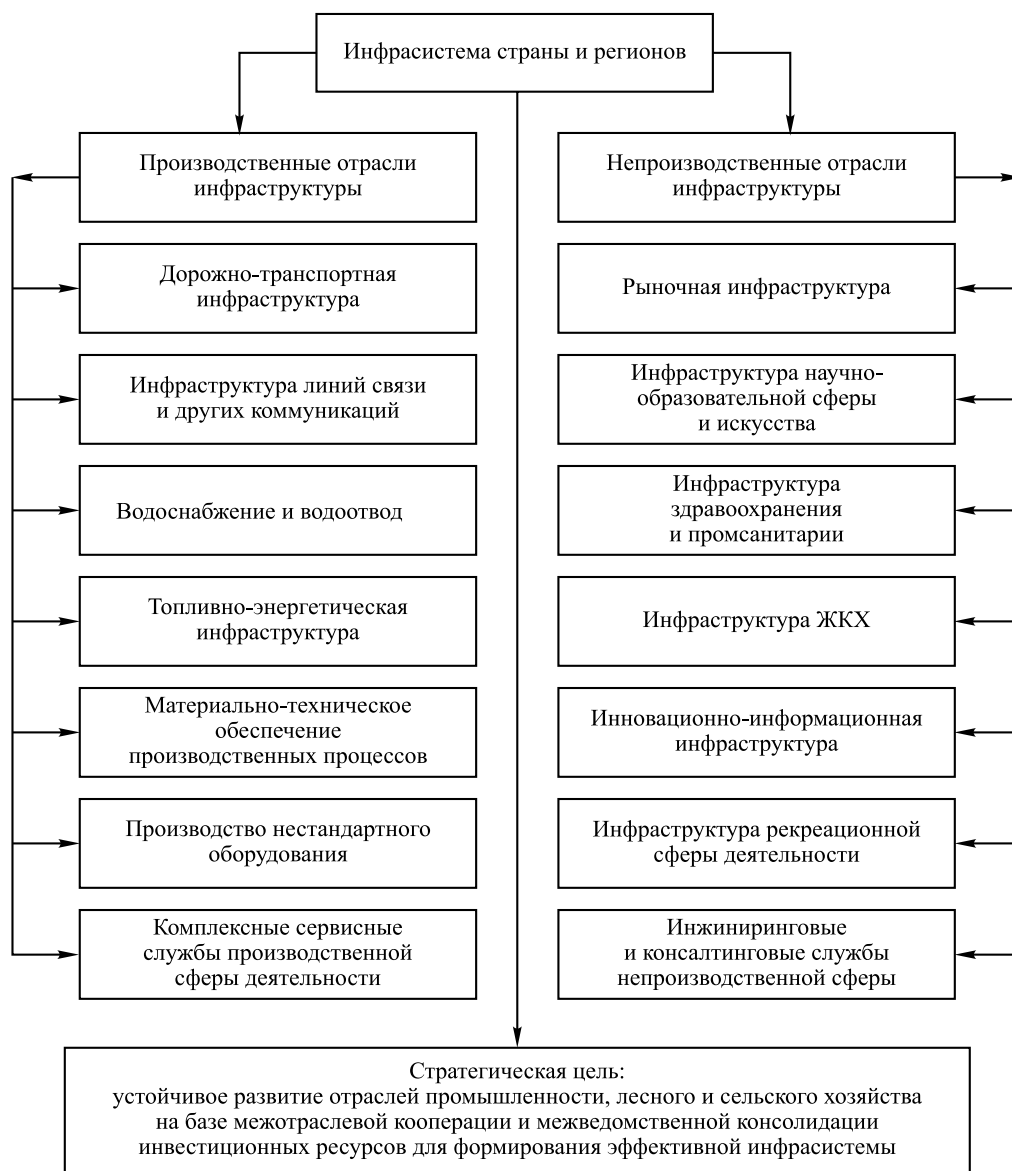 Инфрасистема страны и регионов
Производственные отрасли
инфраструктуры
Непроизводственные отрасли
инфраструктуры
Дорожно-транспортная
инфраструктура
Рыночная инфраструктура
Инфраструктура линий связи
и других коммуникаций
Инфраструктура научно-
образовательной сферы
и искусства
Водоснабжение и водоотвод
Инфраструктура
здравоохранения
и промсанитарии
Топливно-энергетическая
инфраструктура
Инфраструктура ЖКХ
Материально-техническое
обеспечение
производственных процессов
Инновационно-информационная
инфраструктура
Производство нестандартного
оборудования
Инфраструктура рекреационной
сферы деятельности
Комплексные сервисные
службы производственной
сферы деятельности
Инжиниринговые
и консалтинговые службы
непроизводственной сферы
Стратегическая цель:
устойчивое развитие отраслей промышленности, лесного и сельского хозяйства
на базе межотраслевой кооперации и межведомственной консолидации
инвестиционных ресурсов для формирования эффективной инфрасистемы